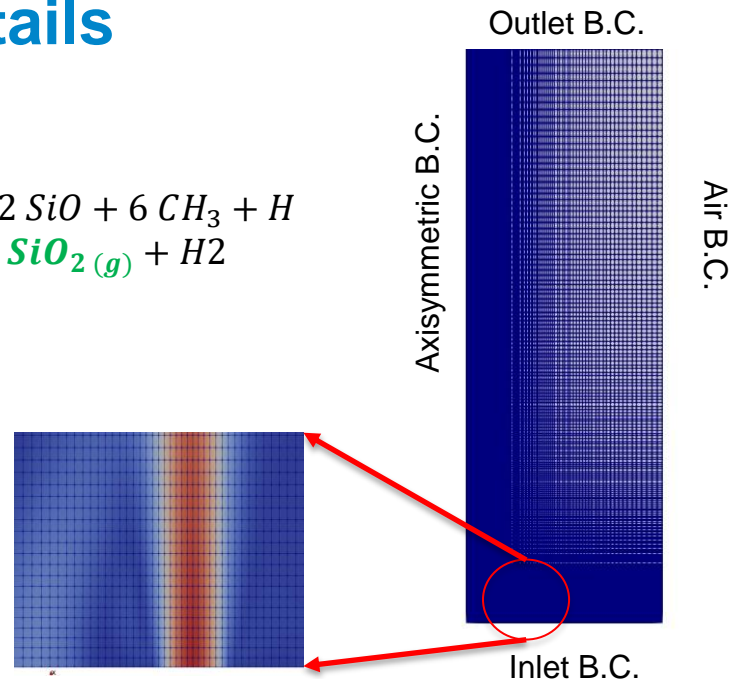 tails
Outlet B.C.
Axisymmetric B.C.
Air B.C.
2 SiO + 6 CH₃ + H
SiO₂ (g) + H2
Inlet B.C.